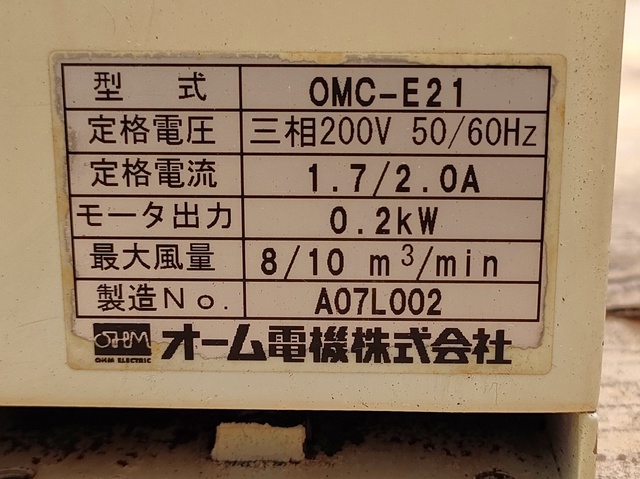 型 式 OMC-E21
定格電圧 三相200V 50/60Hz
定格電流 1.7/2.0A
モータ出力 0.2kW
最大風量 8/10 m³/min
製造No. A07L002
OHM オーム電機株式会社
OHM ELECTRIC